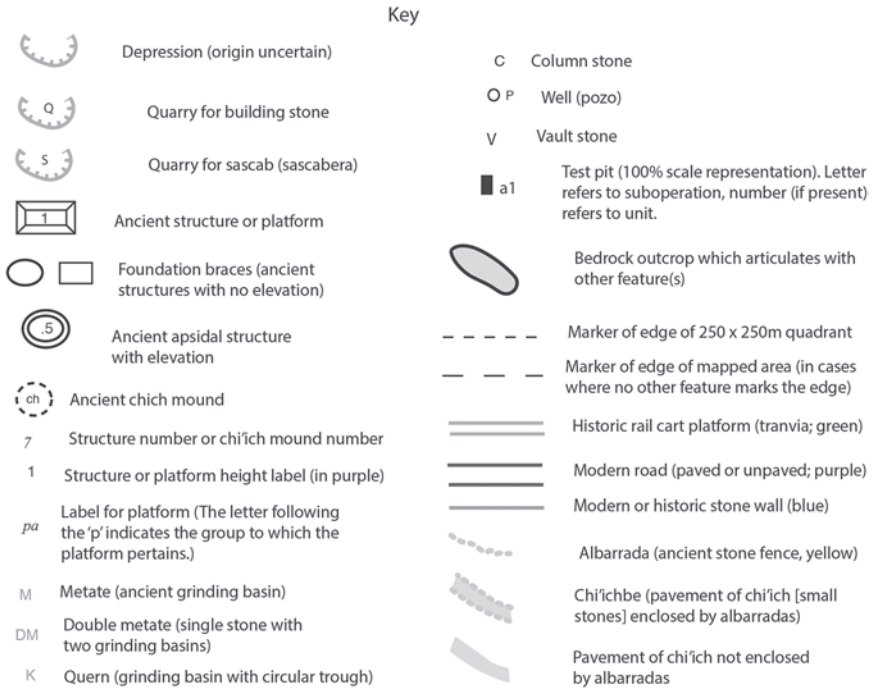 Key
Depression (origin uncertain)
Q
Quarry for building stone
S
Quarry for sascab (sascabera)
1
Ancient structure or platform
Foundation braces (ancient
structures with no elevation)
.5
Ancient apsidal structure
with elevation
ch
Ancient chich mound
7
Structure number or chi'ich mound number
1
Structure or platform height label (in purple)
pa
Label for platform (The letter following
the 'p' indicates the group to which the
platform pertains.)
M
Metate (ancient grinding basin)
DM
Double metate (single stone with
two grinding basins)
K
Quern (grinding basin with circular trough)
C
Column stone
P
Well (pozo)
V
Vault stone
a1
Test pit (100% scale representation). Letter
refers to suboperation, number (if present)
refers to unit.
Bedrock outcrop which articulates with
other feature(s)
Marker of edge of 250 x 250m quadrant
Marker of edge of mapped area (in cases
where no other feature marks the edge)
Historic rail cart platform (tranvia; green)
Modern road (paved or unpaved; purple)
Modern or historic stone wall (blue)
Albarrada (ancient stone fence, yellow)
Chi'ichbe (pavement of chi'ich [small
stones] enclosed by albarradas)
Pavement of chi'ich not enclosed
by albarradas